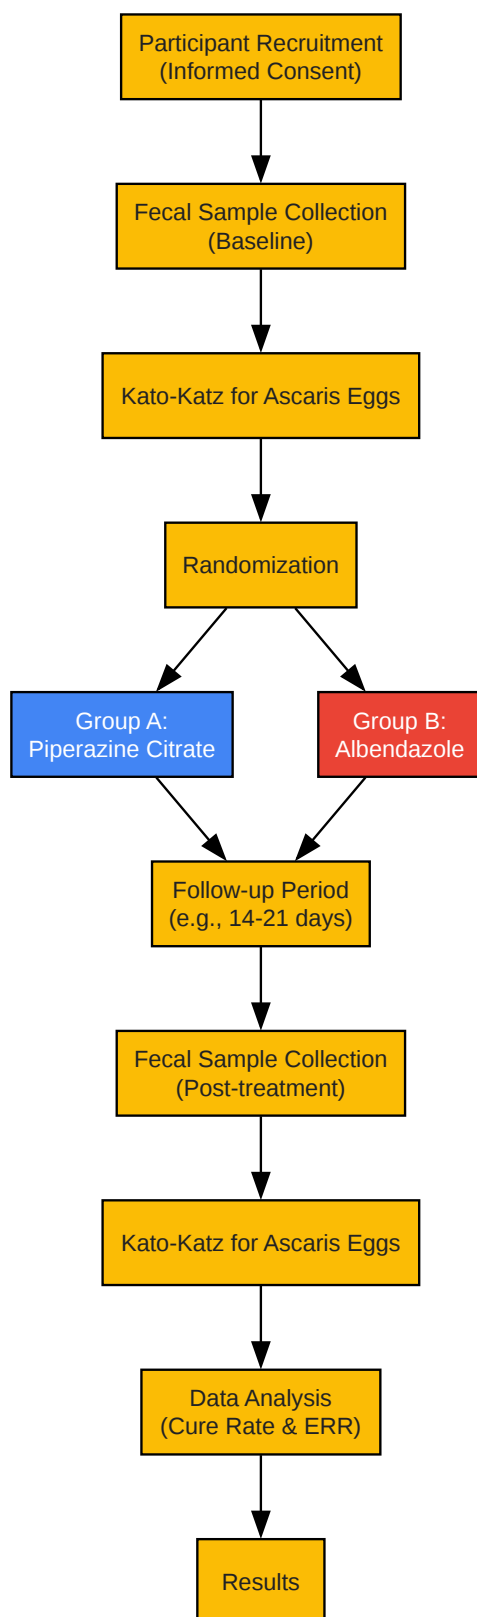 Participant Recruitment
(Informed Consent)
Fecal Sample Collection
(Baseline)
Kato-Katz for Ascaris Eggs
Randomization
Group A:
Piperazine Citrate
Group B:
Albendazole
Follow-up Period
(e.g., 14-21 days)
Fecal Sample Collection
(Post-treatment)
Kato-Katz for Ascaris Eggs
Data Analysis
(Cure Rate & ERR)
Results